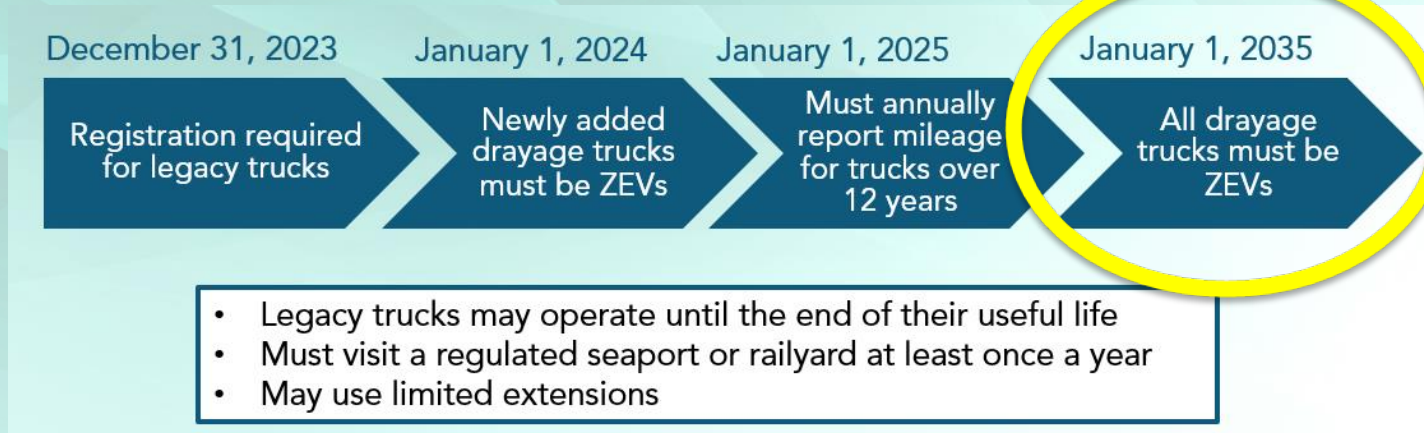 December 31, 2023
January 1, 2024
January 1, 2025
January 1, 2035
Registration required
for legacy trucks
Newly added
drayage trucks
must be ZEVs
Must annually
report mileage
for trucks over
12 years
All drayage
trucks must be
ZEVs
• Legacy trucks may operate until the end of their useful life
• Must visit a regulated seaport or railyard at least once a year
• May use limited extensions